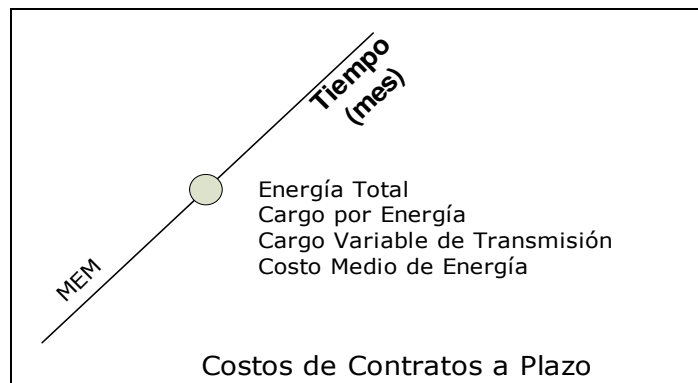 Tiempo
(mes)
Energía Total
Cargo por Energía
Cargo Variable de Transmisión
Costo Medio de Energía
MEM
Costos de Contratos a Plazo